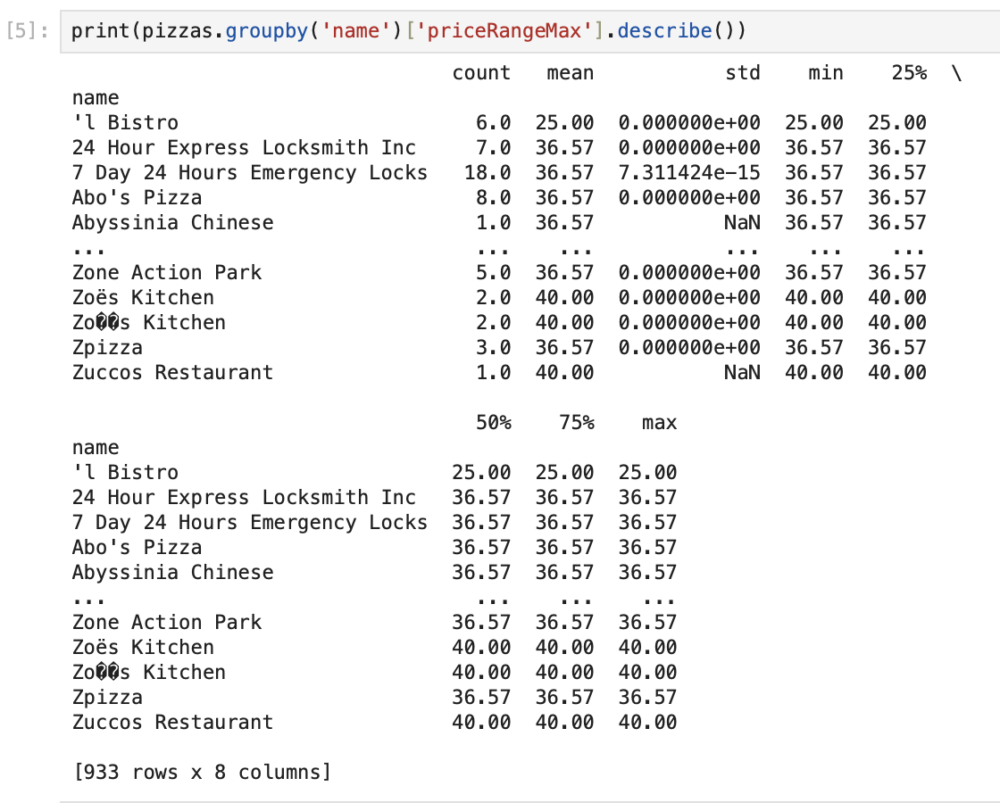 [5]: print(pizzas.groupby('name')['priceRangeMax'].describe())
count mean std min 25% \
name
'l Bistro 6.0 25.00 0.000000e+00 25.00 25.00
24 Hour Express Locksmith Inc 7.0 36.57 0.000000e+00 36.57 36.57
7 Day 24 Hours Emergency Locks 18.0 36.57 7.311424e-15 36.57 36.57
Abo's Pizza 8.0 36.57 0.000000e+00 36.57 36.57
Abyssinia Chinese 1.0 36.57 NaN 36.57 36.57
... ... ... ... ... ...
Zone Action Park 5.0 36.57 0.000000e+00 36.57 36.57
Zoës Kitchen 2.0 40.00 0.000000e+00 40.00 40.00
Zo��s Kitchen 2.0 40.00 0.000000e+00 40.00 40.00
Zpizza 3.0 36.57 0.000000e+00 36.57 36.57
Zuccos Restaurant 1.0 40.00 NaN 40.00 40.00
50% 75% max
name
'l Bistro 25.00 25.00 25.00
24 Hour Express Locksmith Inc 36.57 36.57 36.57
7 Day 24 Hours Emergency Locks 36.57 36.57 36.57
Abo's Pizza 36.57 36.57 36.57
Abyssinia Chinese 36.57 36.57 36.57
... ... ... ...
Zone Action Park 36.57 36.57 36.57
Zoës Kitchen 40.00 40.00 40.00
Zo��s Kitchen 40.00 40.00 40.00
Zpizza 36.57 36.57 36.57
Zuccos Restaurant 40.00 40.00 40.00
[933 rows x 8 columns]